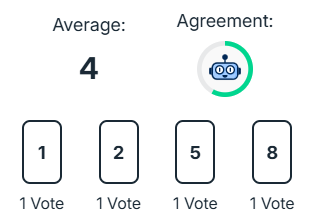 Average:
Agreement:
4
1
2
5
8
1 Vote
1 Vote
1 Vote
1 Vote